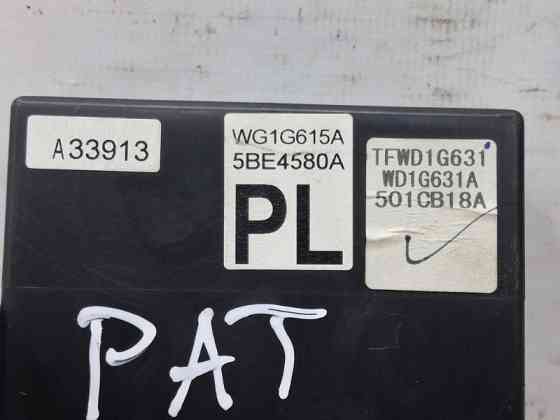 A33913
WG1G615A
5BE4580A
PL
TFWD1G631
WD1G631A
501CB18A
PAT